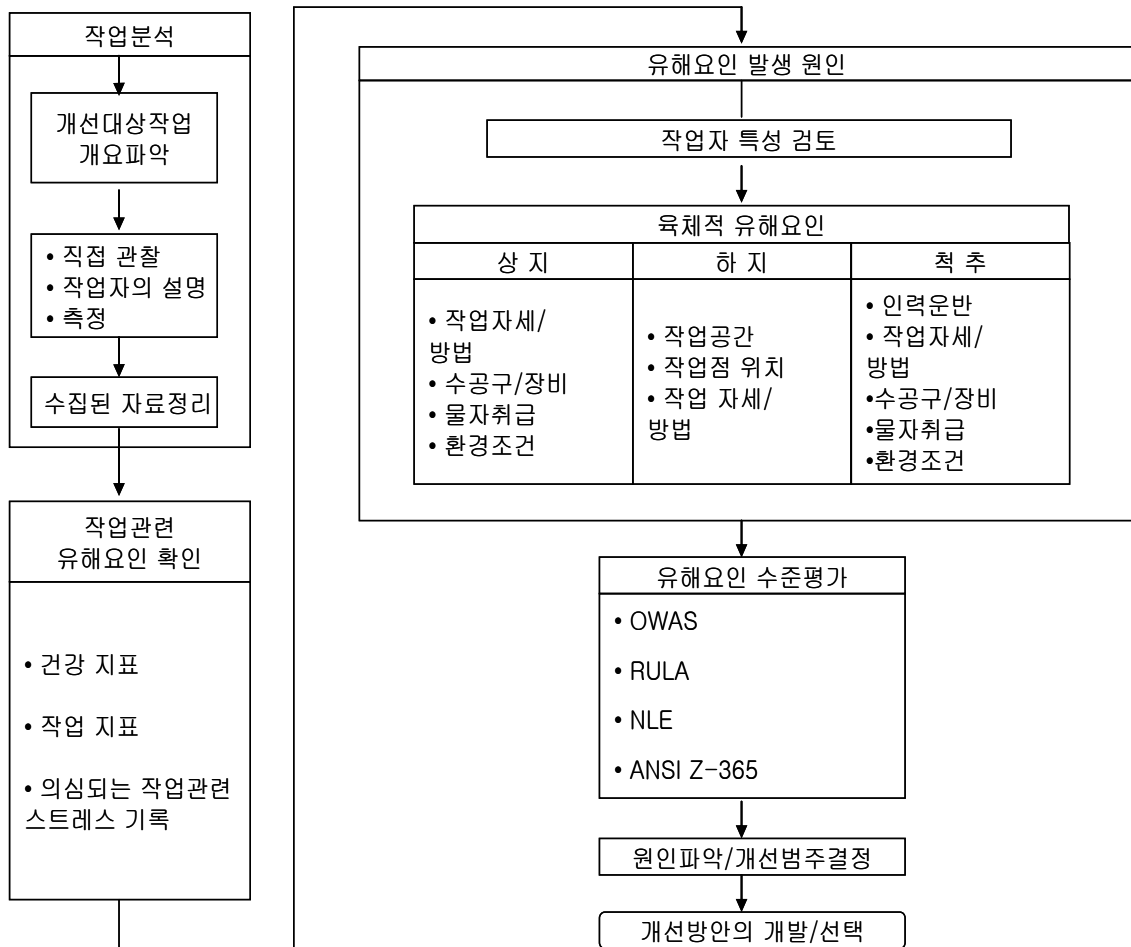 작업분석
개선대상작업
개요파악
• 직접 관찰
• 작업자의 설명
• 측정
수집된 자료정리
작업관련
유해요인 확인
• 건강 지표
• 작업 지표
• 의심되는 작업관련
스트레스 기록
유해요인 발생 원인
작업자 특성 검토
육체적 유해요인
상 지
• 작업자세/
방법
• 수공구/장비
• 물자취급
• 환경조건
하 지
• 작업공간
• 작업점 위치
• 작업 자세/
방법
척 추
• 인력운반
• 작업자세/
방법
•수공구/장비
•물자취급
•환경조건
유해요인 수준평가
• OWAS
• RULA
• NLE
• ANSI Z-365
원인파악/개선범주결정
개선방안의 개발/선택